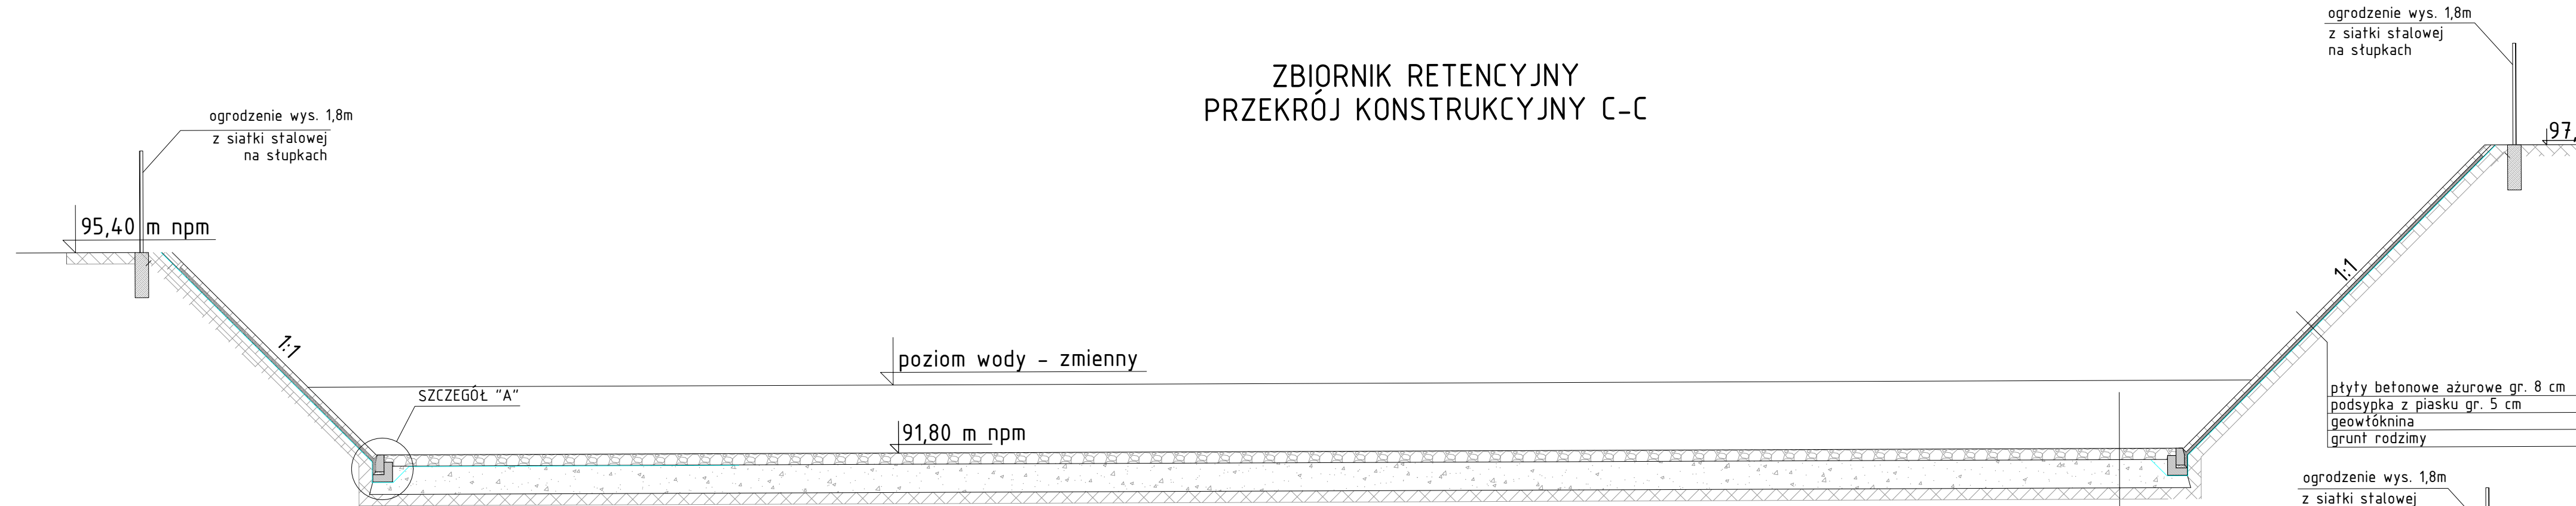 ZBIORNIK RETENCYJNY
PRZEKRÓJ KONSTRUKCYJNY C-C
ogrodzenie wys. 1,8m
z siatki stalowej
na słupkach
ogrodzenie wys. 1,8m
z siatki stalowej
na słupkach
97,
95,40 m npm
1:1
1:1
poziom wody - zmienny
SZCZEGÓŁ "A"
91,80 m npm
płyty betonowe ażurowe gr. 8 cm
podsypka z piasku gr. 5 cm
geowłóknina
grunt rodzimy
ogrodzenie wys. 1,8m
z siatki stalowej